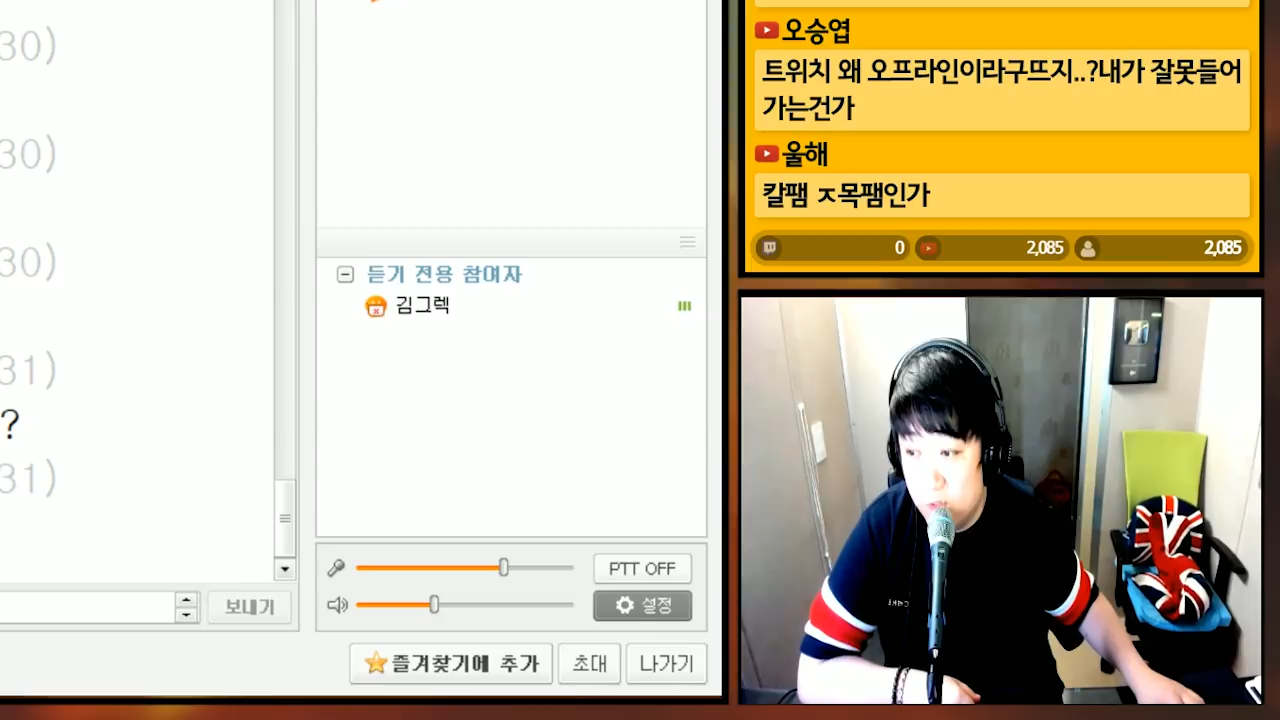 30)
30)
30)
31)
?
31)
보내기
듣기 전용 참여자
김그렉
PTT OFF
설정
즐겨찾기에 추가
초대
나가기
오승엽
트위치 왜 오프라인이라구뜨지..?내가 잘못들어
가는건가
울해
칼팸 ㅈ목팸인가
0
2,085
2,085